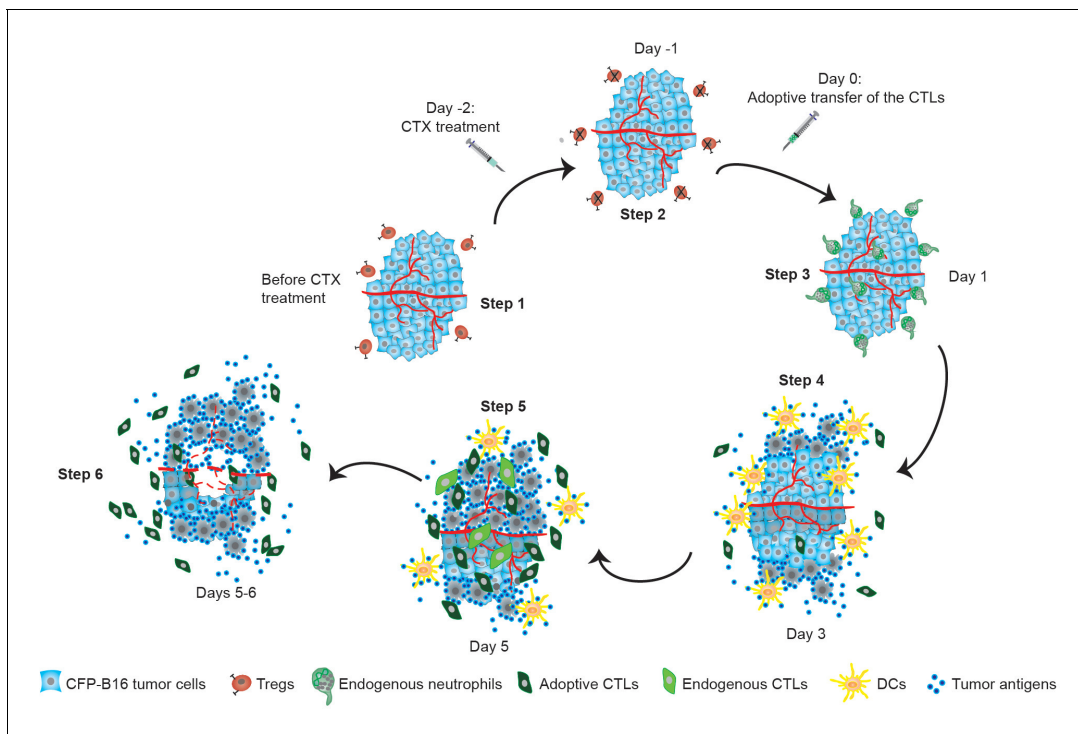 Day -1
Day 0:
Adoptive transfer of the CTLs
Day -2:
CTX treatment
Step 2
Before CTX
treatment
Step 1
Step 3
Day 1
Step 4
Step 5
Step 6
Days 5-6
Day 5
Day 3
CFP-B16 tumor cells
Tregs
Endogenous neutrophils
Adoptive CTLs
Endogenous CTLs
DCs
Tumor antigens